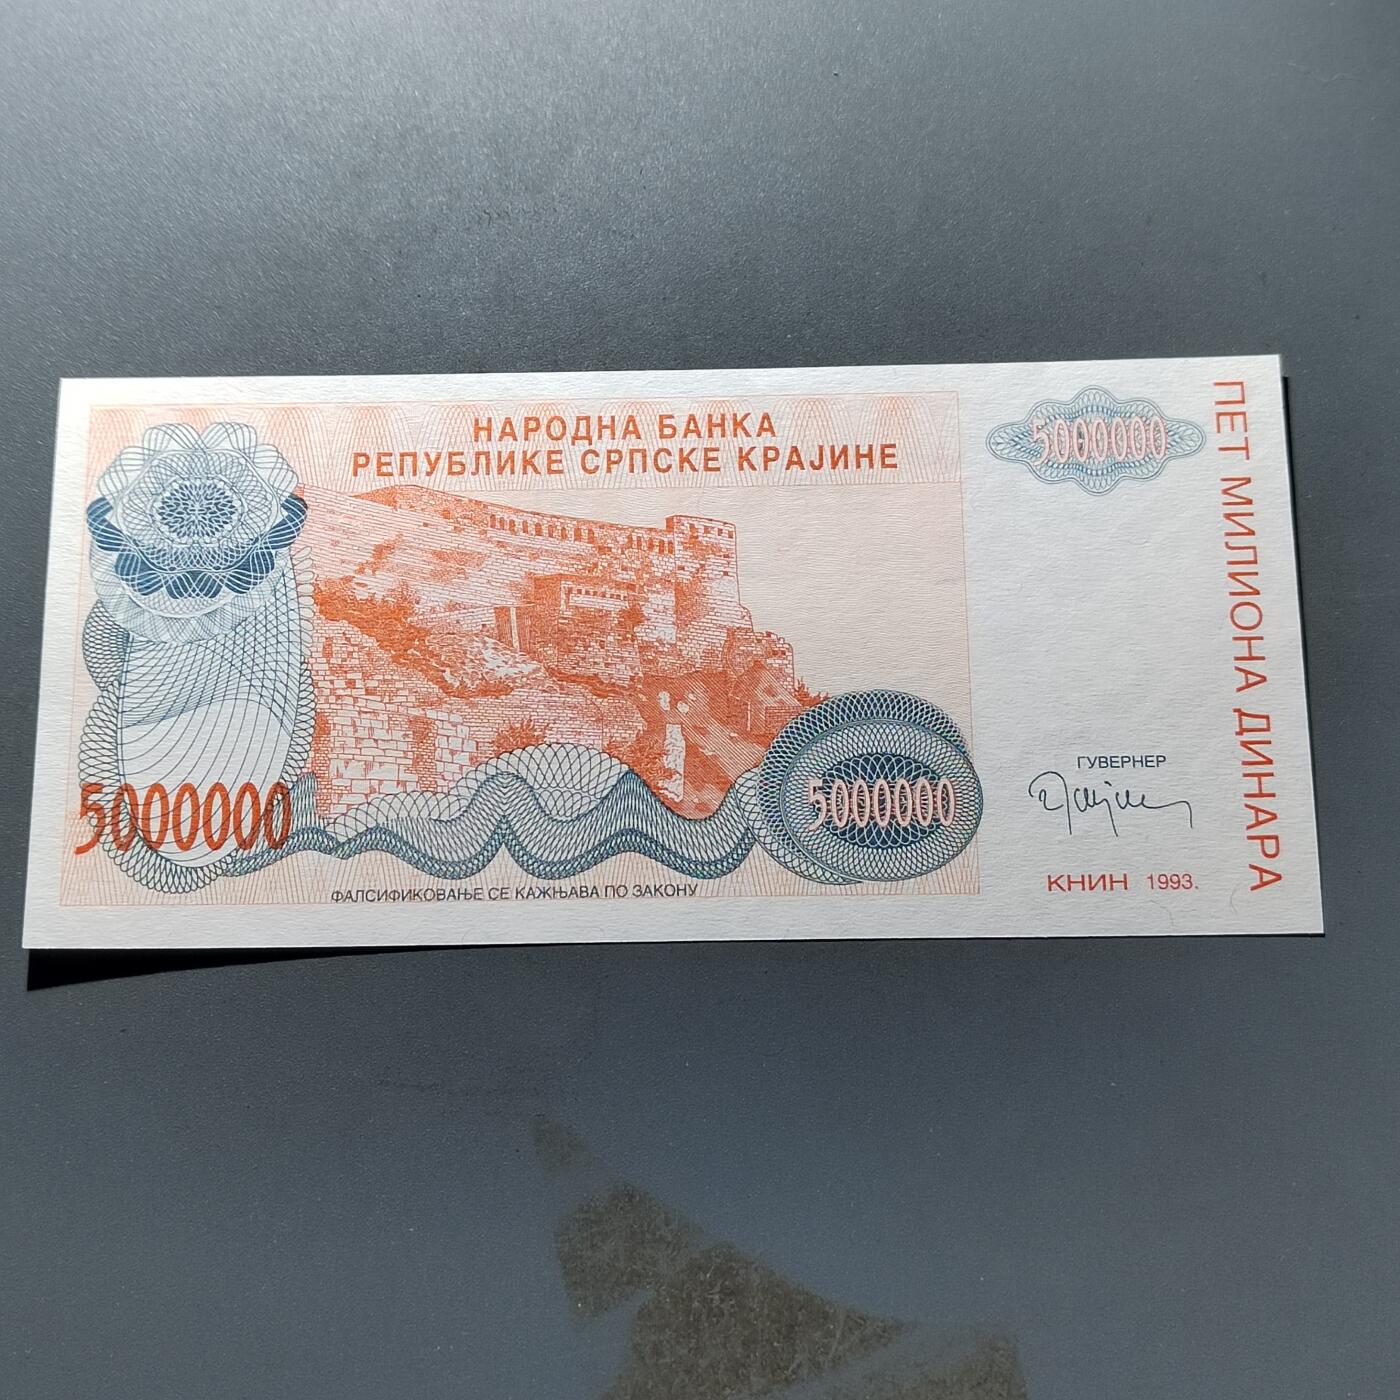 НАРОДНА БАНКА
РЕПУБЛИКЕ СРПСКЕ КРАЈИНЕ
5000000
ПЕТ МИЛИОНА ДИНАРА
5000000
5000000
ГУВЕРНЕР
КНИН 1993.
ФАЛСИФИКОВАЊЕ СЕ КАЖЊАВА ПО ЗАКОНУ